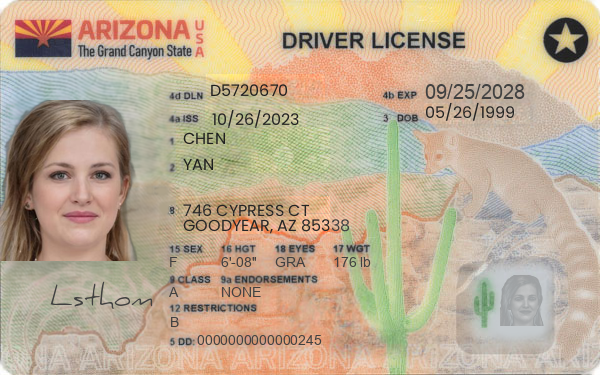 ARIZONA USA
The Grand Canyon State
DRIVER LICENSE
4d DLN D5720670
4b EXP 09/25/2028
4a ISS 10/26/2023
3 DOB 05/26/1999
1 CHEN
2 YAN
8 746 CYPRESS CT
GOODYEAR, AZ 85338
15 SEX 16 HGT 18 EYES 17 WGT
F 6'-08" GRA 176 lb
9 CLASS 9a ENDORSEMENTS
A NONE
Lsthom
12 RESTRICTIONS
B
5 DD: 0000000000000245
ARIZONA ARIZONA ARIZONA ARIZONA